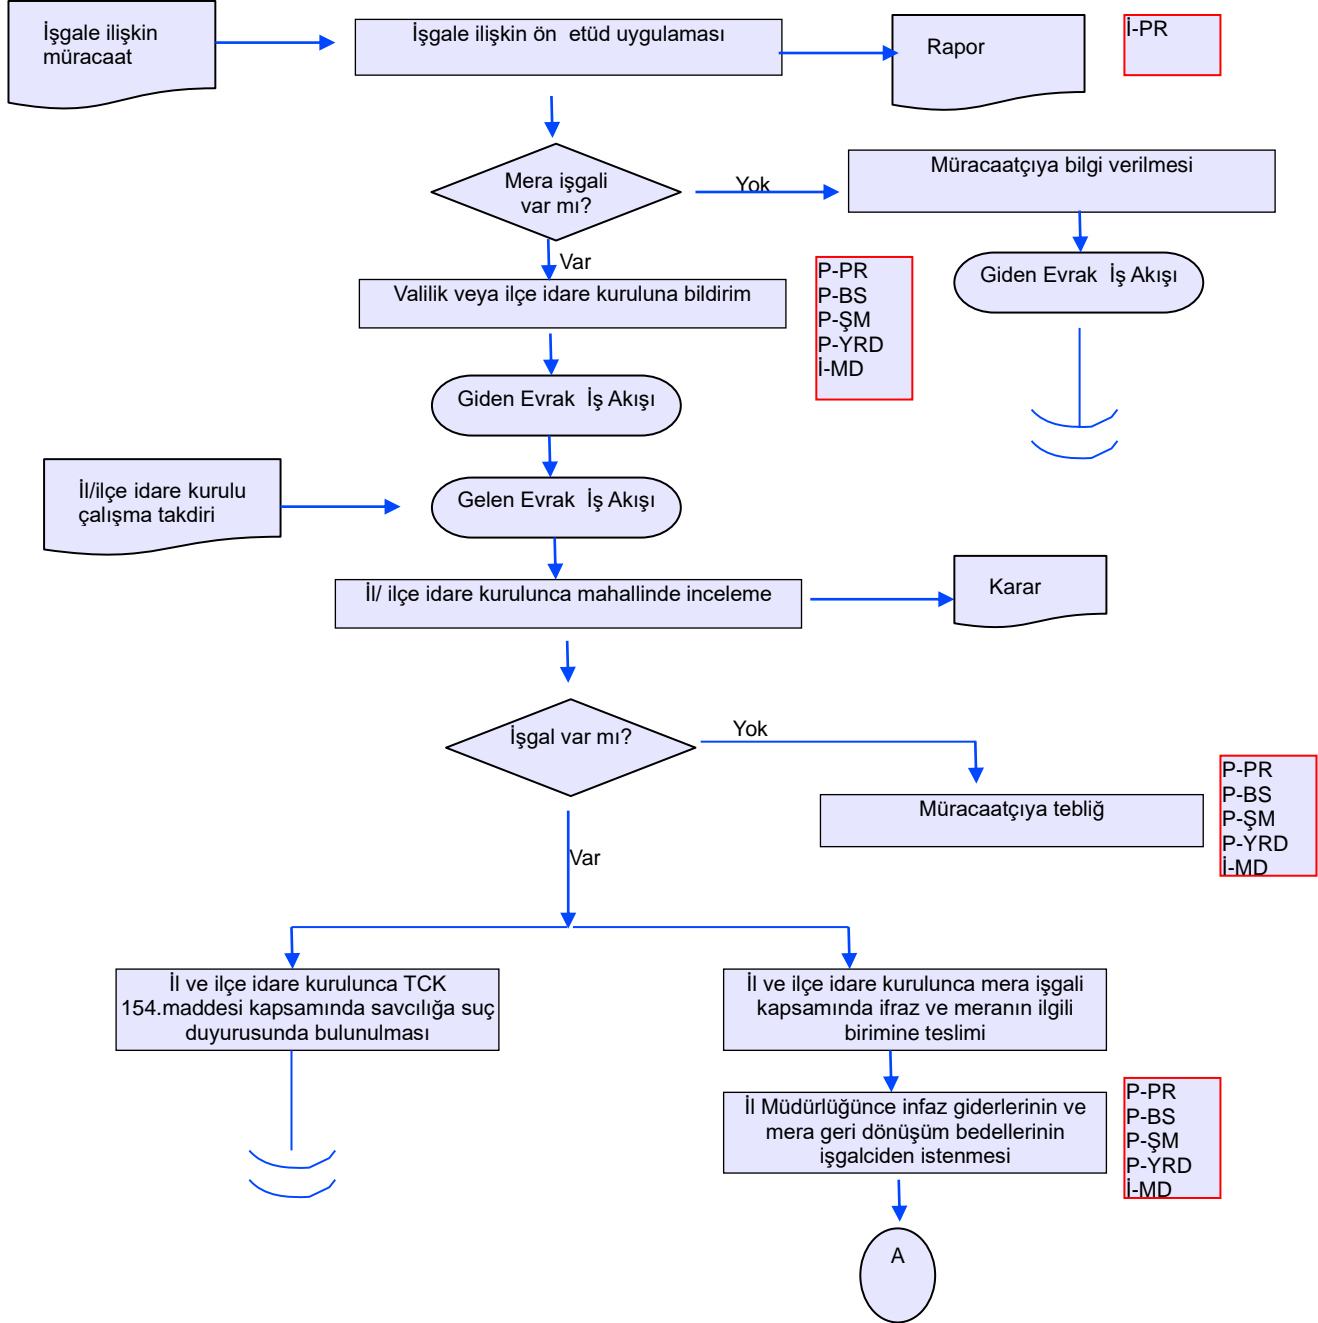 İşgale ilişkin
müracaat
İşgale ilişkin ön etüd uygulaması
Rapor
İ-PR
Mera işgali
var mı?
Yok
Müracaatçıya bilgi verilmesi
Var
Giden Evrak İş Akışı
Valilik veya ilçe idare kuruluna bildirim
P-PR
P-BS
P-ŞM
P-YRD
İ-MD
Giden Evrak İş Akışı
İl/ilçe idare kurulu
çalışma takdiri
Gelen Evrak İş Akışı
İl/ ilçe idare kurulunca mahallinde inceleme
Karar
İşgal var mı?
Yok
Müracaatçıya tebliğ
P-PR
P-BS
P-ŞM
P-YRD
İ-MD
Var
İl ve ilçe idare kurulunca TCK
154.maddesi kapsamında savcılığa suç
duyurusunda bulunulması
İl ve ilçe idare kurulunca mera işgali
kapsamında ifraz ve meranın ilgili
birimine teslimi
İl Müdürlüğünce infaz giderlerinin ve
mera geri dönüşüm bedellerinin
işgalciden istenmesi
P-PR
P-BS
P-ŞM
P-YRD
İ-MD
A